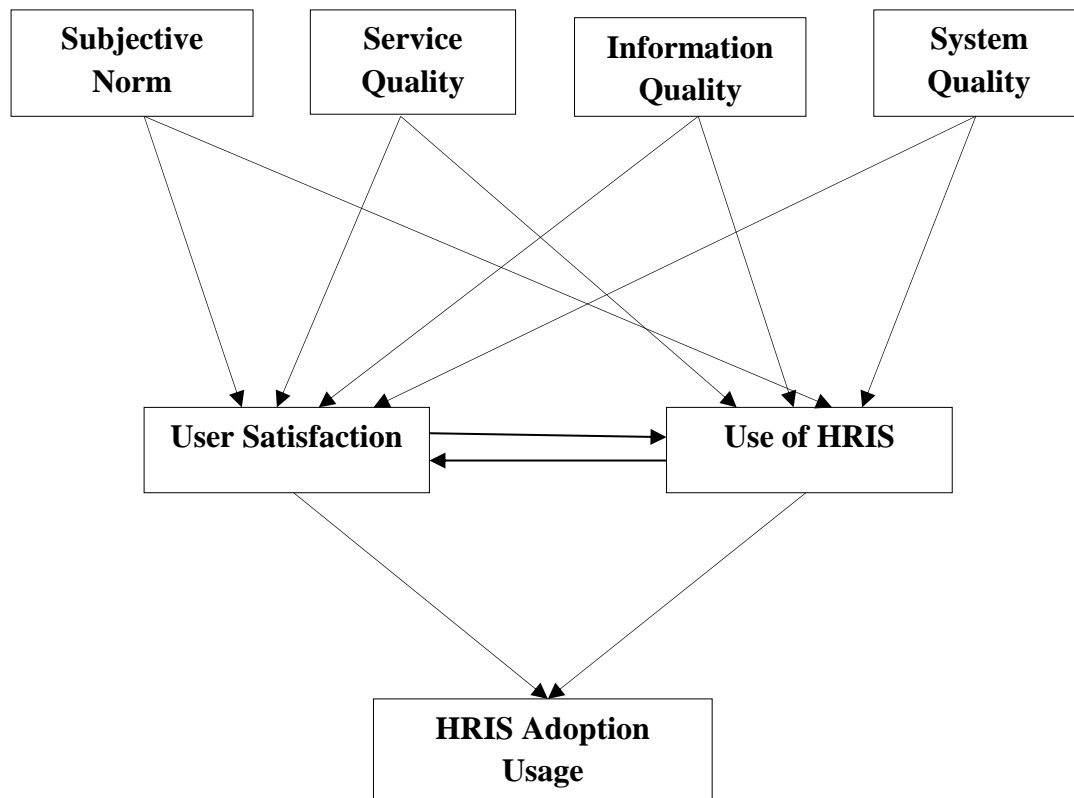 Subjective
Norm
Service
Quality
Information
Quality
System
Quality
User Satisfaction
Use of HRIS
HRIS Adoption
Usage